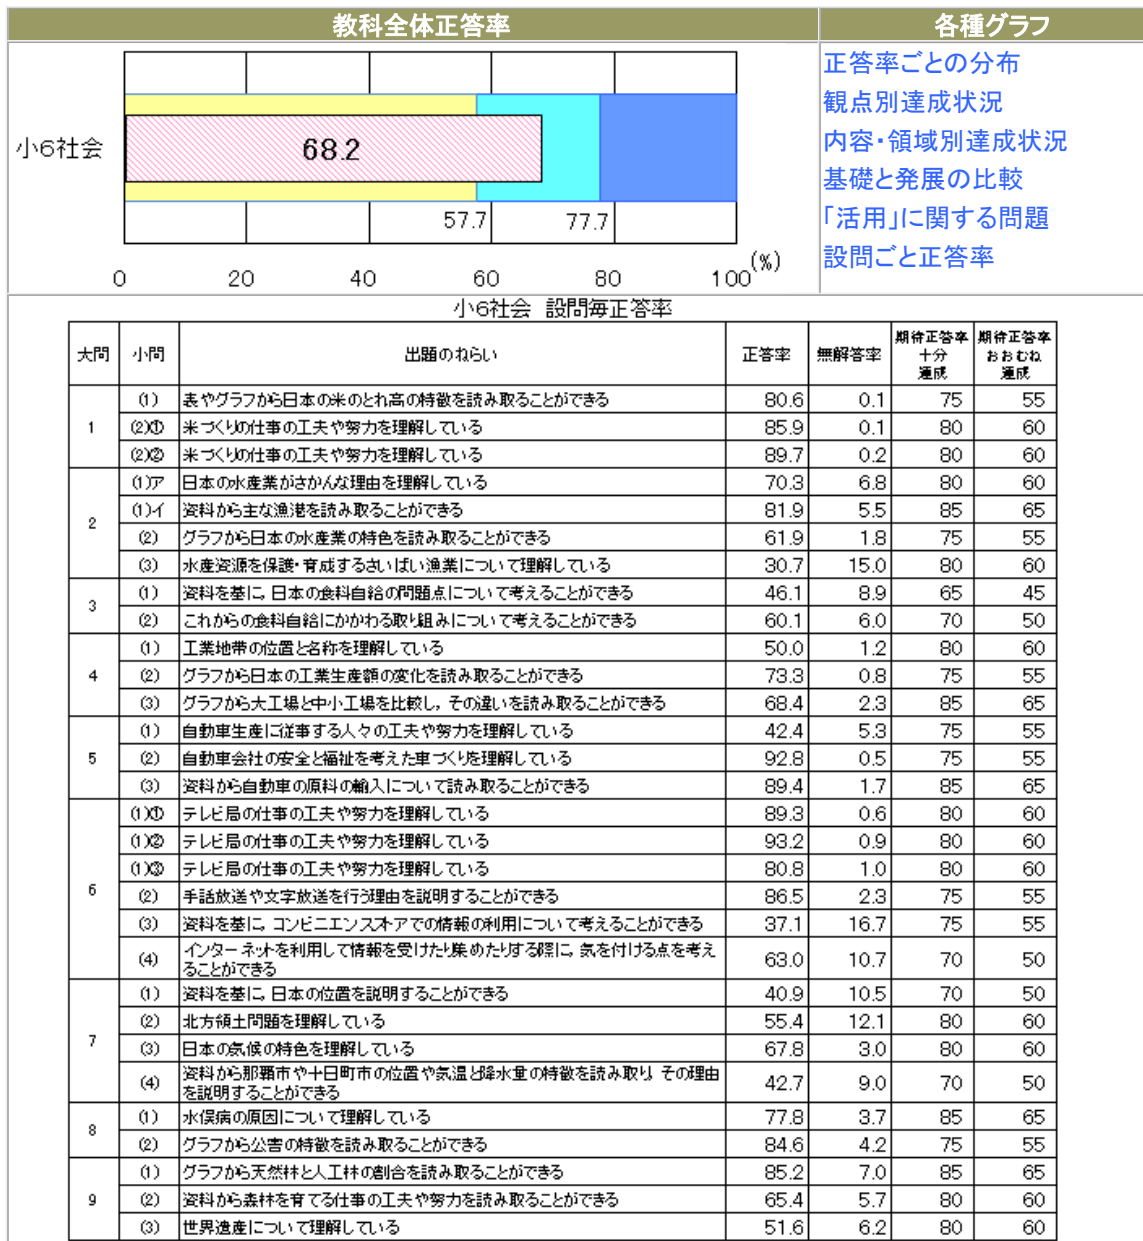 教科全体正答率 各種グラフ
正答率ごとの分布
観点別達成状況
内容・領域別達成状況
基礎と発展の比較
「活用」に関する問題
設問ごと正答率
小6社会 68.2
57.7 77.7
0 20 40 60 80 100 (%)
小6社会 設問毎正答率
大問 小問 出題のねらい 正答率 無解答率 期待正答率 十分達成 期待正答率 おおむね達成
1 (1) 表やグラフから日本の米のとれ高の特徴を読み取ることができる 80.6 0.1 75 55
(2)① 米づくりの仕事の工夫や努力を理解している 85.9 0.1 80 60
(2)② 米づくりの仕事の工夫や努力を理解している 89.7 0.2 80 60
2 (1)ア 日本の水産業がさかんな理由を理解している 70.3 6.8 80 60
(1)イ 資料から主な漁港を読み取ることができる 81.9 5.5 85 65
(2) グラフから日本の水産業の特色を読み取ることができる 61.9 1.8 75 55
(3) 水産資源を保護・育成するさいばい漁業について理解している 30.7 15.0 80 60
3 (1) 資料を基に，日本の食料自給の問題点について考えることができる 46.1 8.9 65 45
(2) これからの食料自給にかかわる取り組みについて考えることができる 60.1 6.0 70 50
4 (1) 工業地帯の位置と名称を理解している 50.0 1.2 80 60
(2) グラフから日本の工業生産額の変化を読み取ることができる 73.3 0.8 75 55
(3) グラフから大工場と中小工場を比較し，その違いを読み取ることができる 68.4 2.3 85 65
5 (1) 自動車生産に従事する人々の工夫や努力を理解している 42.4 5.3 75 55
(2) 自動車会社の安全と福祉を考えた車づくりを理解している 92.8 0.5 75 55
(3) 資料から自動車の原料の輸入について読み取ることができる 89.4 1.7 85 65
6 (1)① テレビ局の仕事の工夫や努力を理解している 89.3 0.6 80 60
(1)② テレビ局の仕事の工夫や努力を理解している 93.2 0.9 80 60
(1)③ テレビ局の仕事の工夫や努力を理解している 80.8 1.0 80 60
(2) 手話放送や文字放送を行う理由を説明することができる 86.5 2.3 75 55
(3) 資料を基に，コンビニエンスストアでの情報の利用について考えることができる 37.1 16.7 75 55
(4) インターネットを利用して情報を受けたり集めたりする際に，気を付ける点を考え
ることができる 63.0 10.7 70 50
7 (1) 資料を基に，日本の位置を説明することができる 40.9 10.5 70 50
(2) 北方領土問題を理解している 55.4 12.1 80 60
(3) 日本の気候の特色を理解している 67.8 3.0 80 60
(4) 資料から那覇市や十日町市の位置や気温と降水量の特徴を読み取り，その理由
を説明することができる 42.7 9.0 70 50
8 (1) 水俣病の原因について理解している 77.8 3.7 85 65
(2) グラフから公害の特徴を読み取ることができる 84.6 4.2 75 55
9 (1) グラフから天然林と人工林の割合を読み取ることができる 85.2 7.0 85 65
(2) 資料から森林を育てる仕事の工夫や努力を読み取ることができる 65.4 5.7 80 60
(3) 世界遺産について理解している 51.6 6.2 80 60